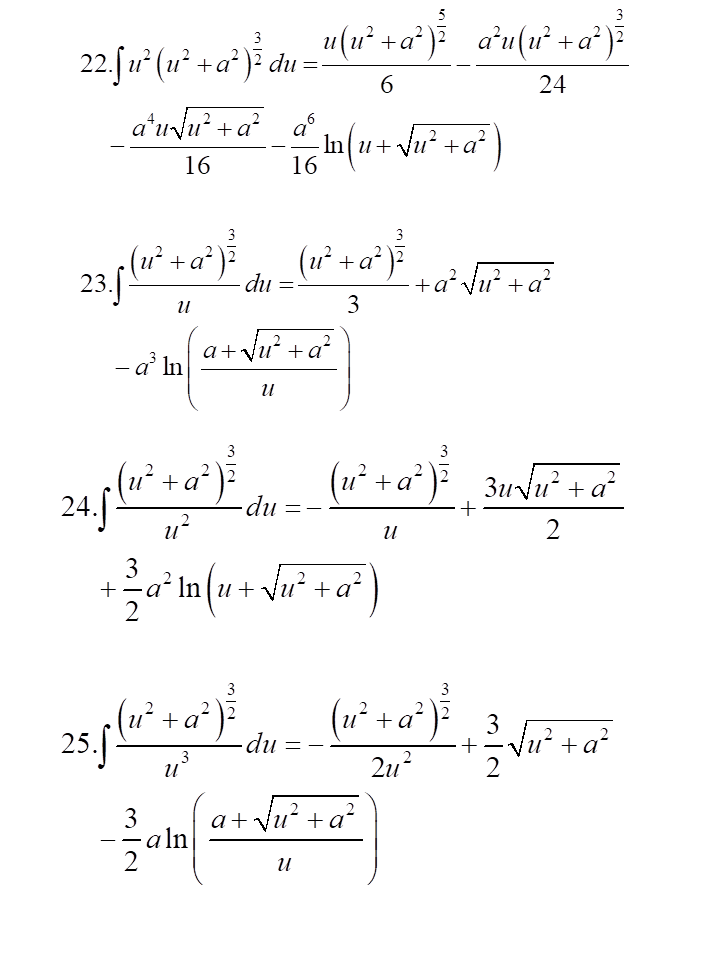 22.∫u²(u²+a²)^{3/2} du = u(u²+a²)^{5/2}/6 − a²u(u²+a²)^{3/2}/24
− a⁴u√(u²+a²)/16 − a⁶/16 ln(u+√(u²+a²))
23.∫(u²+a²)^{3/2}/u du = (u²+a²)^{3/2}/3 + a²√(u²+a²)
− a³ ln((a+√(u²+a²))/u)
24.∫(u²+a²)^{3/2}/u² du = − (u²+a²)^{3/2}/u + 3u√(u²+a²)/2
+ 3/2 a² ln(u+√(u²+a²))
25.∫(u²+a²)^{3/2}/u³ du = − (u²+a²)^{3/2}/2u² + 3/2 √(u²+a²)
− 3/2 a ln((a+√(u²+a²))/u)